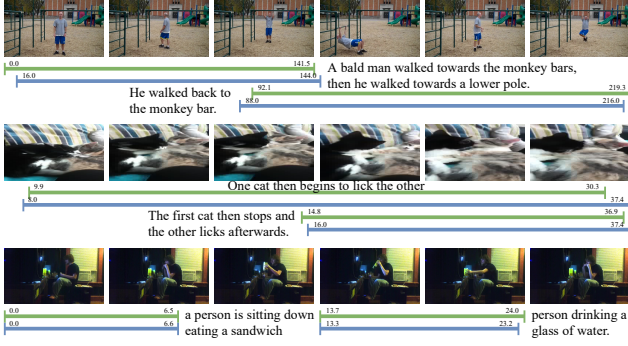 0.0 141.5
16.0 144.0
A bald man walked towards the monkey bars,
then he walked towards a lower pole.
He walked back to
the monkey bar.
92.1 219.3
88.0 216.0
One cat then begins to lick the other
9.9 30.3
8.0 37.4
The first cat then stops and
the other licks afterwards.
14.8 36.9
16.0 37.4
0.0 6.5
0.0 6.6
a person is sitting down
eating a sandwich
13.7 24.0
13.3 23.2
person drinking a
glass of water.